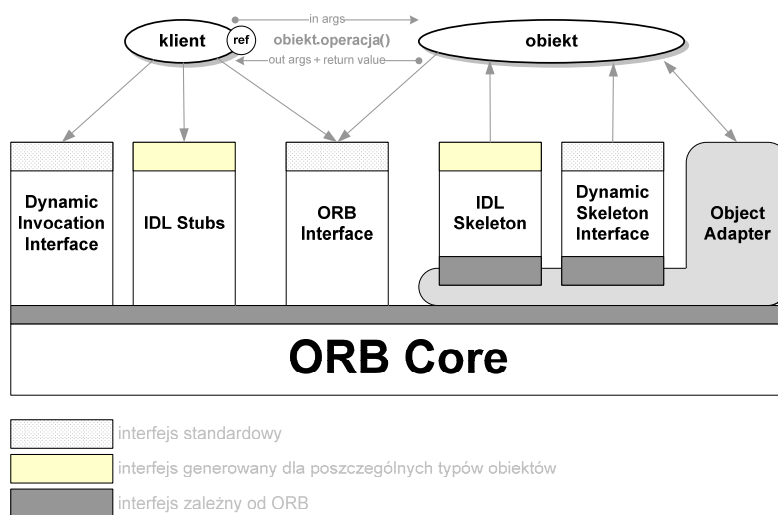 in args
klient
ref
obiekt.operacja()
obiekt
out args + return value
Dynamic
Invocation
Interface
IDL Stubs
ORB
Interface
IDL
Skeleton
Dynamic
Skeleton
Interface
Object
Adapter
ORB Core
interfejs standardowy
interfejs generowany dla poszczególnych typów obiektów
interfejs zależny od ORB